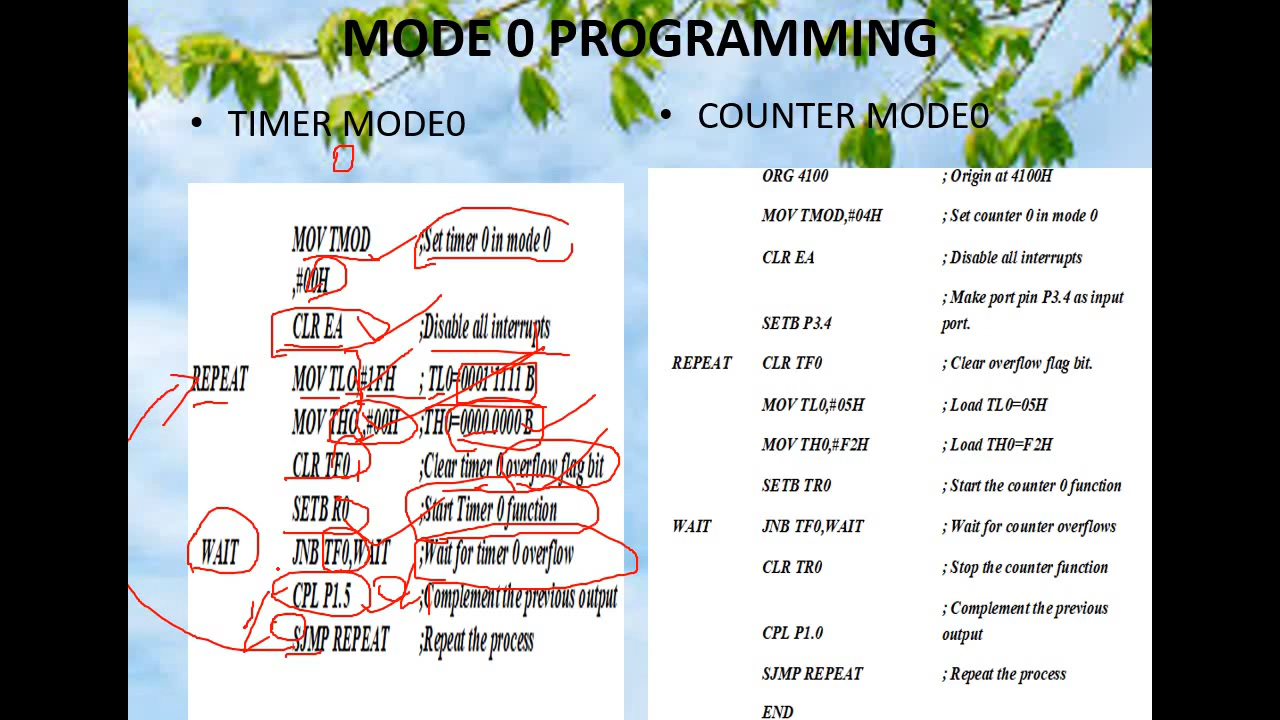 MODE 0 PROGRAMMING
• TIMER MODE0
MOV TMOD ;Set timer 0 in mode 0
,#00H
CLR EA ;Disable all interrupts
REPEAT MOV TLO,#1FH ; TL0=0001 1111 B
MOV THO,#00H ;TH0=0000 0000 B
CLR TF0 ;Clear timer 0 overflow flag bit
SETB R0 ;Start Timer 0 function
WAIT JNB TF0,WAIT ;Wait for timer 0 overflow
CPL P1.5 ;Complement the previous output
SJMP REPEAT ;Repeat the process
• COUNTER MODE0
ORG 4100 ; Origin at 4100H
MOV TMOD,#04H ; Set counter 0 in mode 0
CLR EA ; Disable all interrupts
; Make port pin P3.4 as input
SETB P3.4 port.
REPEAT CLR TF0 ; Clear overflow flag bit.
MOV TL0,#05H ; Load TL0=05H
MOV TH0,#F2H ; Load TH0=F2H
SETB TR0 ; Start the counter 0 function
WAIT JNB TF0,WAIT ; Wait for counter overflows
CLR TR0 ; Stop the counter function
; Complement the previous
CPL P1.0 output
SJMP REPEAT ; Repeat the process
END